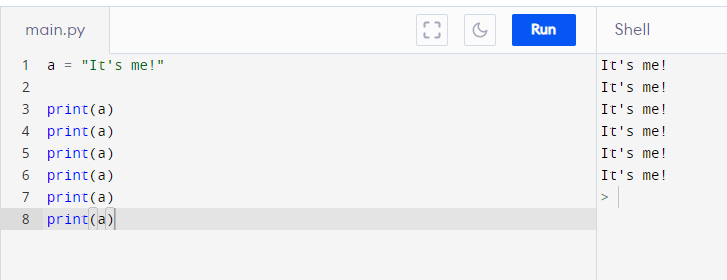 main.py Run Shell
1 a = "It's me!"
2
3 print(a)
4 print(a)
5 print(a)
6 print(a)
7 print(a)
8 print(a)
It's me!
It's me!
It's me!
It's me!
It's me!
It's me!
>